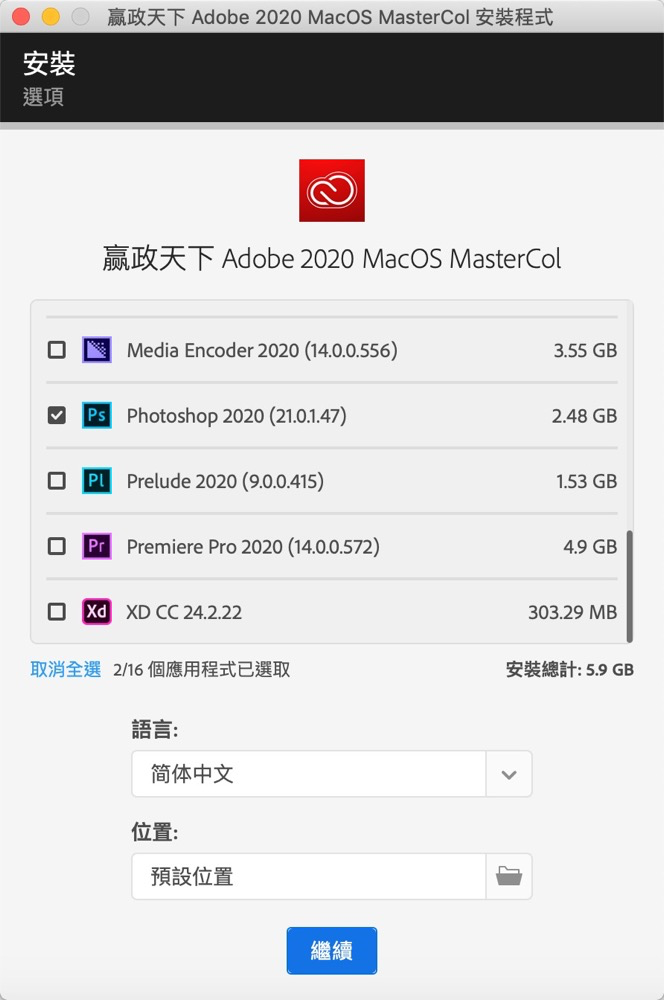 赢政天下 Adobe 2020 MacOS MasterCol 安裝程式
安裝
選項
赢政天下 Adobe 2020 MacOS MasterCol
Media Encoder 2020 (14.0.0.556) 3.55 GB
Ps Photoshop 2020 (21.0.1.47) 2.48 GB
Pl Prelude 2020 (9.0.0.415) 1.53 GB
Pr Premiere Pro 2020 (14.0.0.572) 4.9 GB
Xd XD CC 24.2.22 303.29 MB
取消全選 2/16 個應用程式已選取 安裝總計: 5.9 GB
語言:
简体中文
位置:
預設位置
繼續